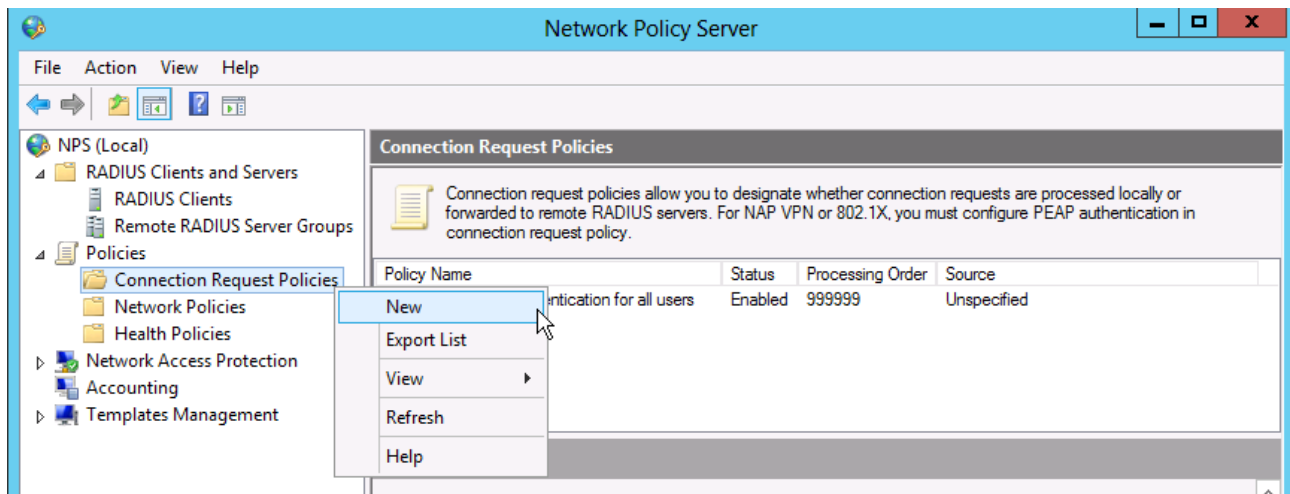 Network Policy Server
File Action View Help
NPS (Local)
RADIUS Clients and Servers
RADIUS Clients
Remote RADIUS Server Groups
Policies
Connection Request Policies
Network Policies
Health Policies
Network Access Protection
Accounting
Templates Management
New
Export List
View
Refresh
Help
Connection Request Policies
Connection request policies allow you to designate whether connection requests are processed locally or
forwarded to remote RADIUS servers. For NAP VPN or 802.1X, you must configure PEAP authentication in
connection request policy.
Policy Name Status Processing Order Source
entication for all users Enabled 999999 Unspecified